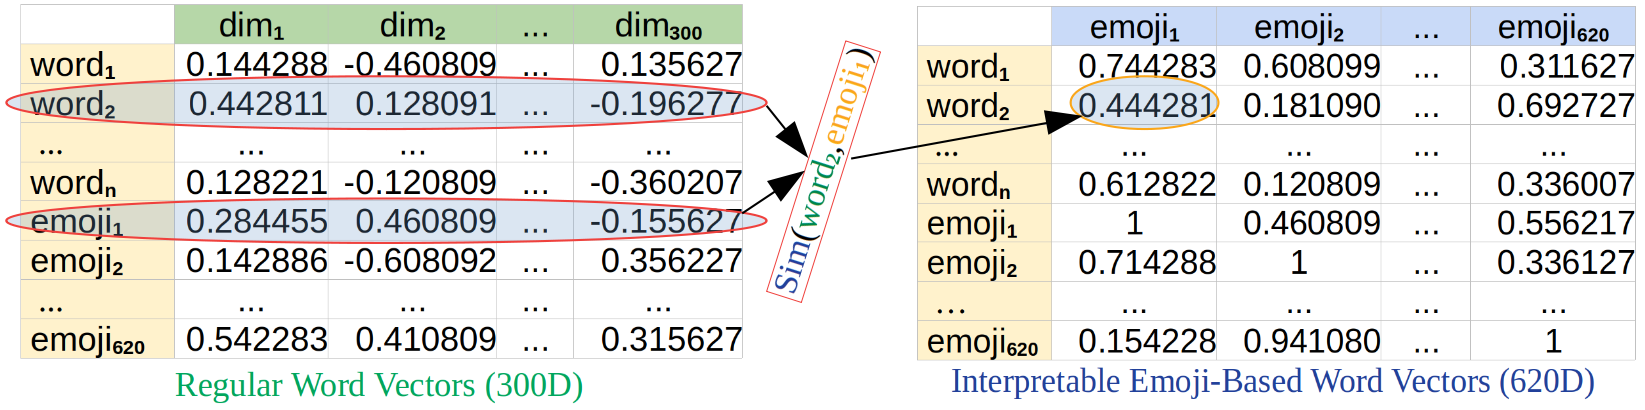 dim1 dim2 ... dim300
word1 0.144288 -0.460809 ... 0.135627
word2 0.442811 0.128091 ... -0.196277
... ... ... ... ...
wordn 0.128221 -0.120809 ... -0.360207
emoji1 0.284455 0.460809 ... -0.155627
emoji2 0.142886 -0.608092 ... 0.356227
... ... ... ... ...
emoji620 0.542283 0.410809 ... 0.315627
Regular Word Vectors (300D)
Sim(word2,emoji1)
emoji1 emoji2 ... emoji620
word1 0.744283 0.608099 ... 0.311627
word2 0.444281 0.181090 ... 0.692727
... ... ... ... ...
wordn 0.612822 0.120809 ... 0.336007
emoji1 1 0.460809 ... 0.556217
emoji2 0.714288 1 ... 0.336127
... ... ... ... ...
emoji620 0.154228 0.941080 ... 1
Interpretable Emoji-Based Word Vectors (620D)